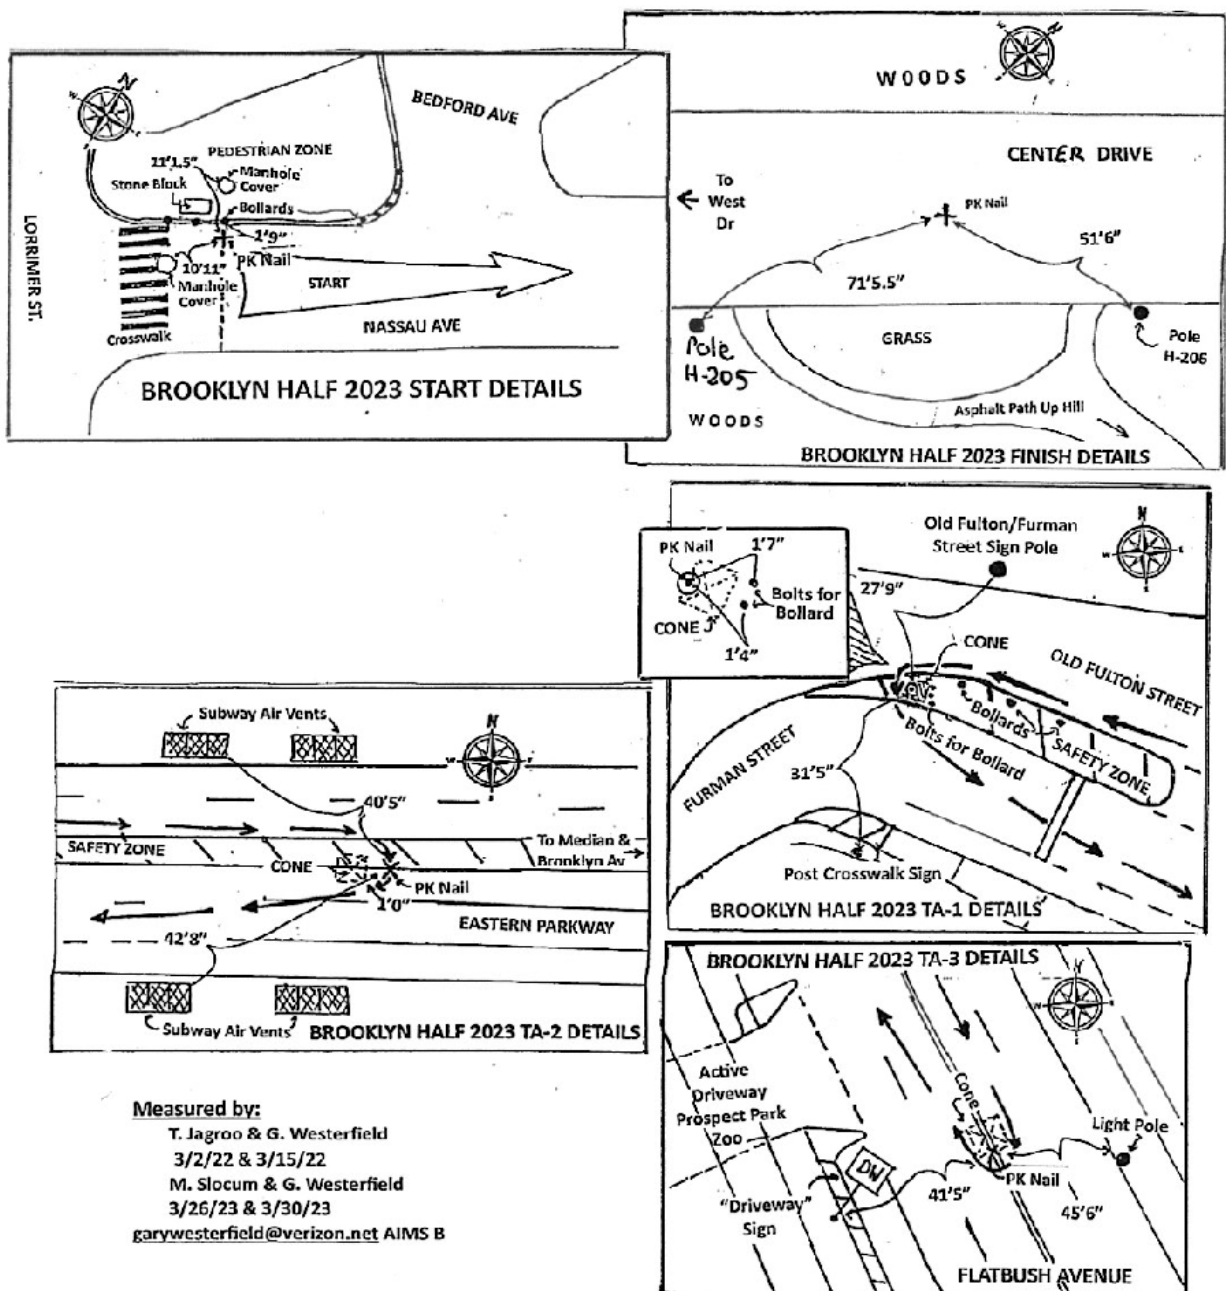 N
W
BEDFORD AVE
PEDESTRIAN ZONE
11'1.5"
Manhole
Cover
Stone Block
Bollards
1'9"
PK Nail
10'11"
Manhole
Cover
START
LORRIMER ST.
Crosswalk
NASSAU AVE
BROOKLYN HALF 2023 START DETAILS
WOODS
N
CENTER DRIVE
To
West
Dr
PK Nail
51'6"
71'5.5"
GRASS
Pole
H-205
Pole
H-206
WOODS
Asphalt Path Up Hill
BROOKLYN HALF 2023 FINISH DETAILS
PK Nail
1'7"
Bolts for
Bollard
CONE
1'4"
Old Fulton/Furman
Street Sign Pole
N
27'9"
CONE
OLD FULTON STREET
Bollards
Bolts for Bollard
SAFETY ZONE
FURMAN STREET
31'5"
Post Crosswalk Sign
BROOKLYN HALF 2023 TA-1 DETAILS
Subway Air Vents
N
40'5"
SAFETY ZONE
To Median &
Brooklyn Av
CONE
PK Nail
1'0"
EASTERN PARKWAY
42'8"
Subway Air Vents
BROOKLYN HALF 2023 TA-2 DETAILS
BROOKLYN HALF 2023 TA-3 DETAILS
Active
Driveway
Prospect Park
Zoo
Cone
Light Pole
DW
PK Nail
41'5"
45'6"
"Driveway"
Sign
FLATBUSH AVENUE
Measured by:
T. Jagroo & G. Westerfield
3/2/22 & 3/15/22
M. Slocum & G. Westerfield
3/26/23 & 3/30/23
garywesterfield@verizon.net AIMS B